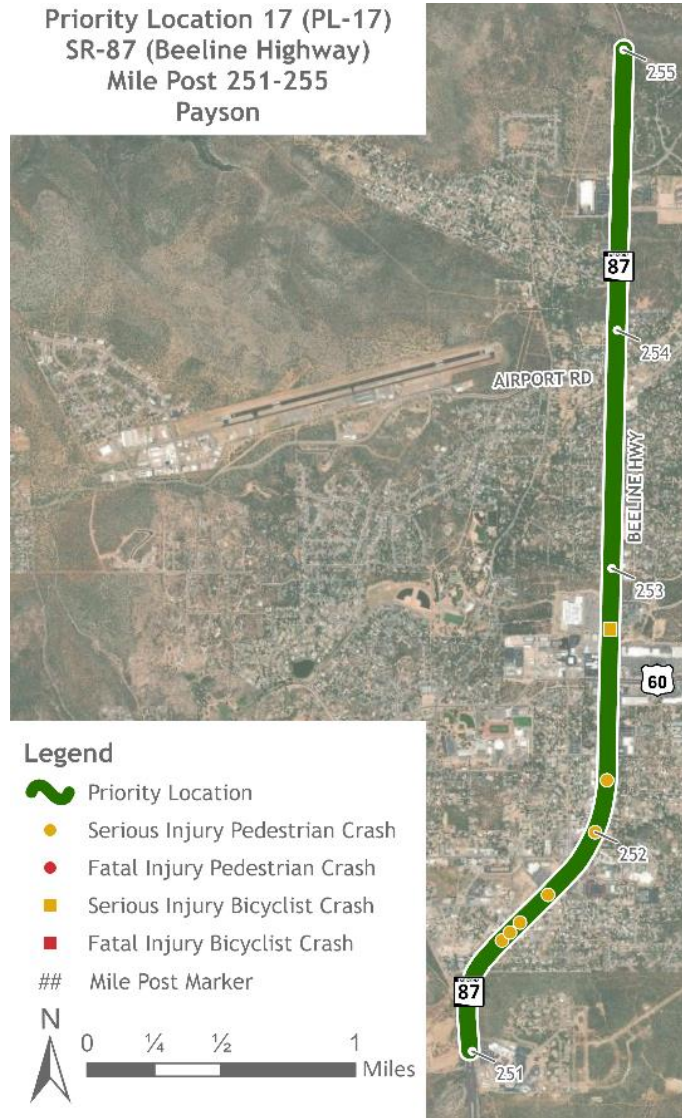 Priority Location 17 (PL-17)
SR-87 (Beeline Highway)
Mile Post 251-255
Payson
255
87
254
AIRPORT RD
BEELINE HWY
253
60
252
87
251
Legend
Priority Location
Serious Injury Pedestrian Crash
Fatal Injury Pedestrian Crash
Serious Injury Bicyclist Crash
Fatal Injury Bicyclist Crash
## Mile Post Marker
N
0 ¼ ½ 1
Miles